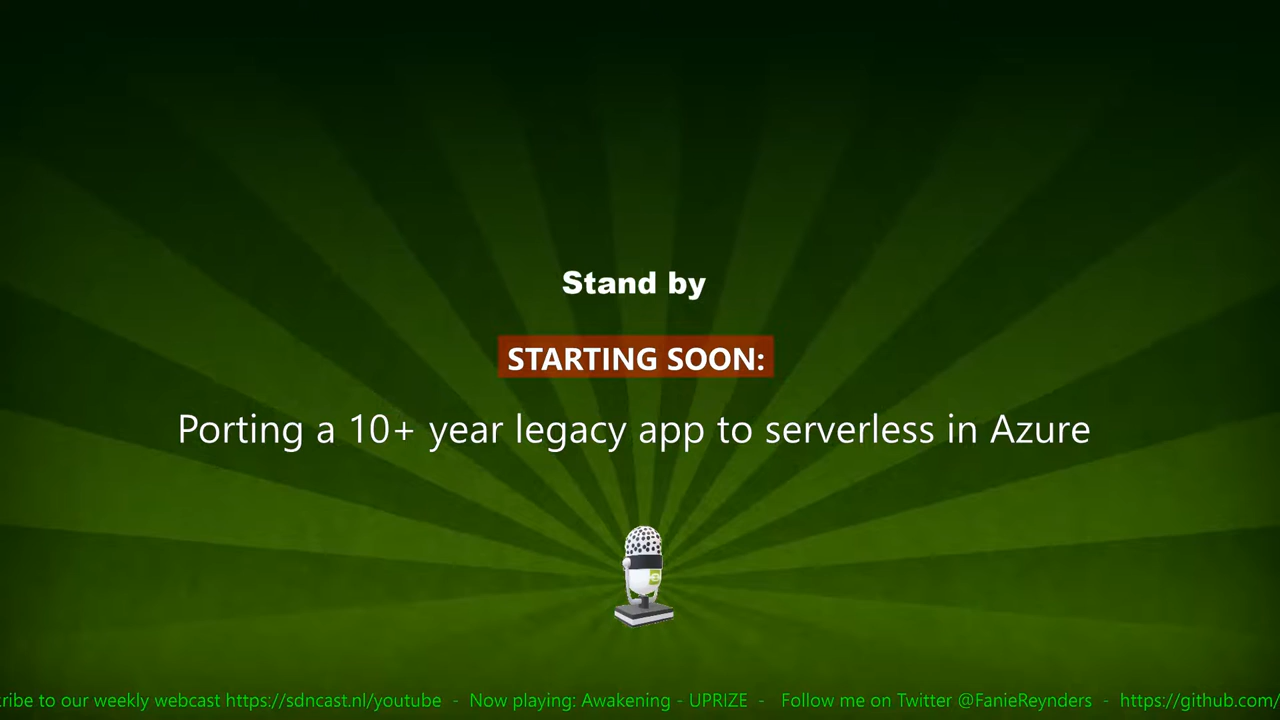 Stand by
STARTING SOON:
Porting a 10+ year legacy app to serverless in Azure
ribe to our weekly webcast https://sdncast.nl/youtube - Now playing: Awakening - UPRIZE - Follow me on Twitter @FanieReynders - https://github.com/